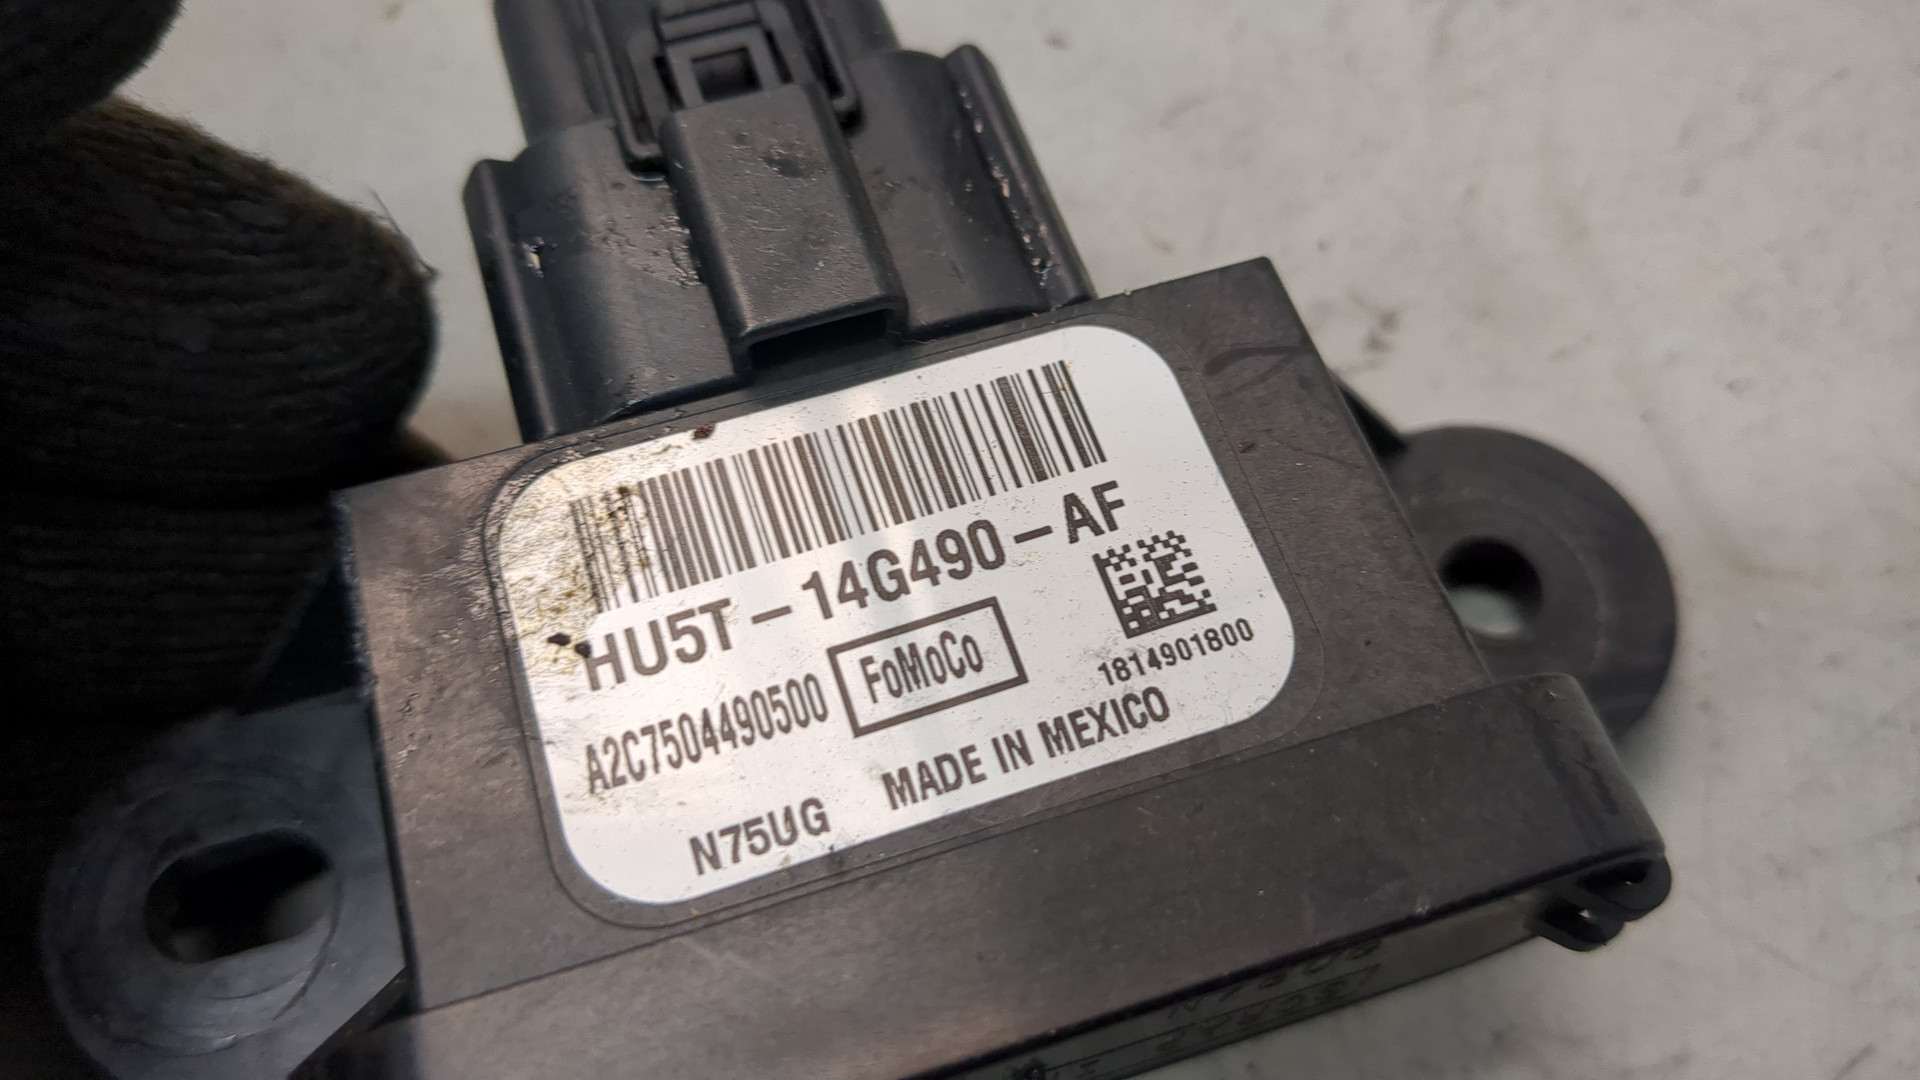 HU5T-14G490-AF
A2C7504490500
FoMoCo
1814901800
N75UG
MADE IN MEXICO